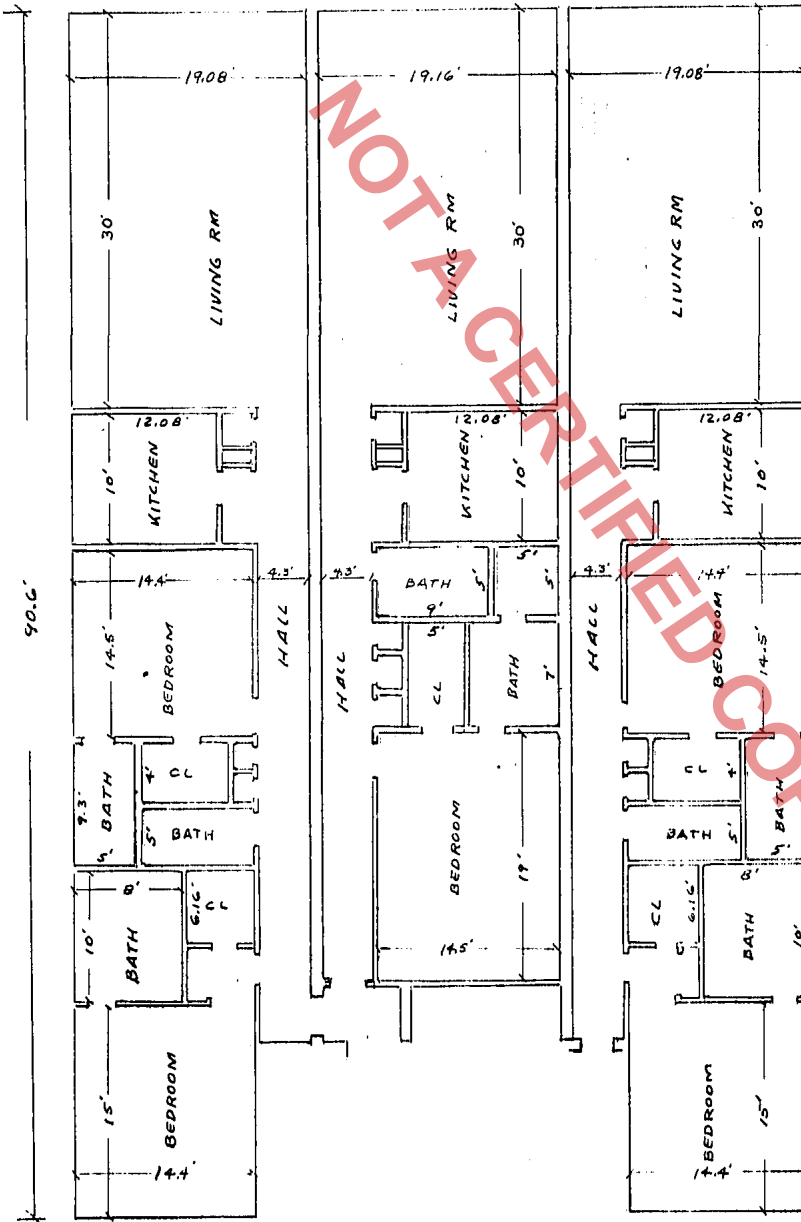 19.08'
19.16'
19.08'
30'
LIVING RM
30'
LIVING RM
30'
LIVING RM
NOT A CERTIFIED COP
12.08'
12.08'
12.08'
10'
KITCHEN
KITCHEN
10'
KITCHEN
10'
90.6'
14.4'
4.3'
4.3'
BATH
9'
5'
5'
5'
4.3'
14.4'
14.5'
BEDROOM
HALL
HALL
5'
CL
BATH
7'
HALL
BEDROOM
14.5'
9.3'
BATH
5'
4'
CL
5'
BATH
CL
4'
BATH
5'
BATH
5'
8'
6.16'
CL
10'
BATH
BEDROOM
19'
14.5'
CL
6.16'
CL
8'
BATH
10'
15'
BEDROOM
14.4'
BEDROOM
15'
14.4'